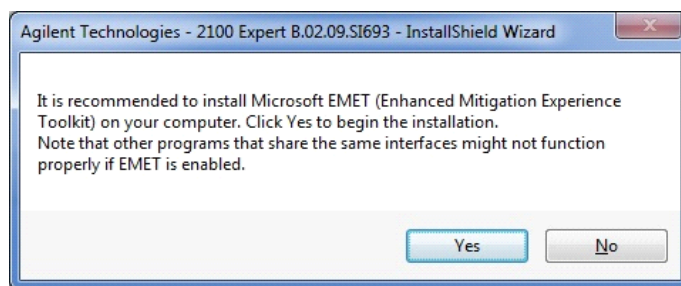 Agilent Technologies - 2100 Expert B.02.09.SI693 - InstallShield Wizard
It is recommended to install Microsoft EMET (Enhanced Mitigation Experience
Toolkit) on your computer. Click Yes to begin the installation.
Note that other programs that share the same interfaces might not function
properly if EMET is enabled.
Yes
No